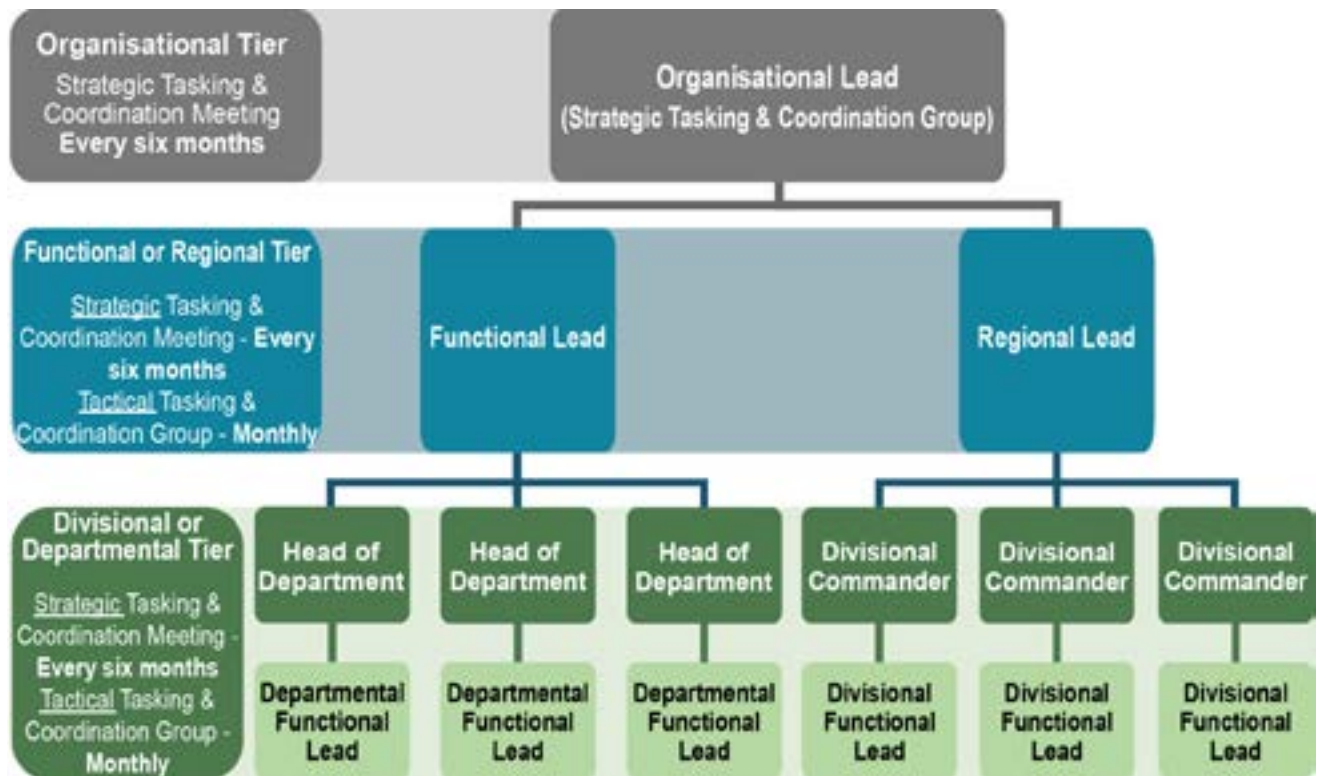 Organisational Tier
Strategic Tasking &
Coordination Meeting
Every six months
Organisational Lead
(Strategic Tasking & Coordination Group)
Functional or Regional Tier
Strategic Tasking &
Coordination Meeting - Every
six months
Tactical Tasking &
Coordination Group - Monthly
Functional Lead
Regional Lead
Divisional or
Departmental Tier
Strategic Tasking &
Coordination Meeting -
Every six months
Tactical Tasking &
Coordination Group -
Monthly
Head of
Department
Head of
Department
Head of
Department
Divisional
Commander
Divisional
Commander
Divisional
Commander
Departmental
Functional
Lead
Departmental
Functional
Lead
Departmental
Functional
Lead
Divisional
Functional
Lead
Divisional
Functional
Lead
Divisional
Functional
Lead